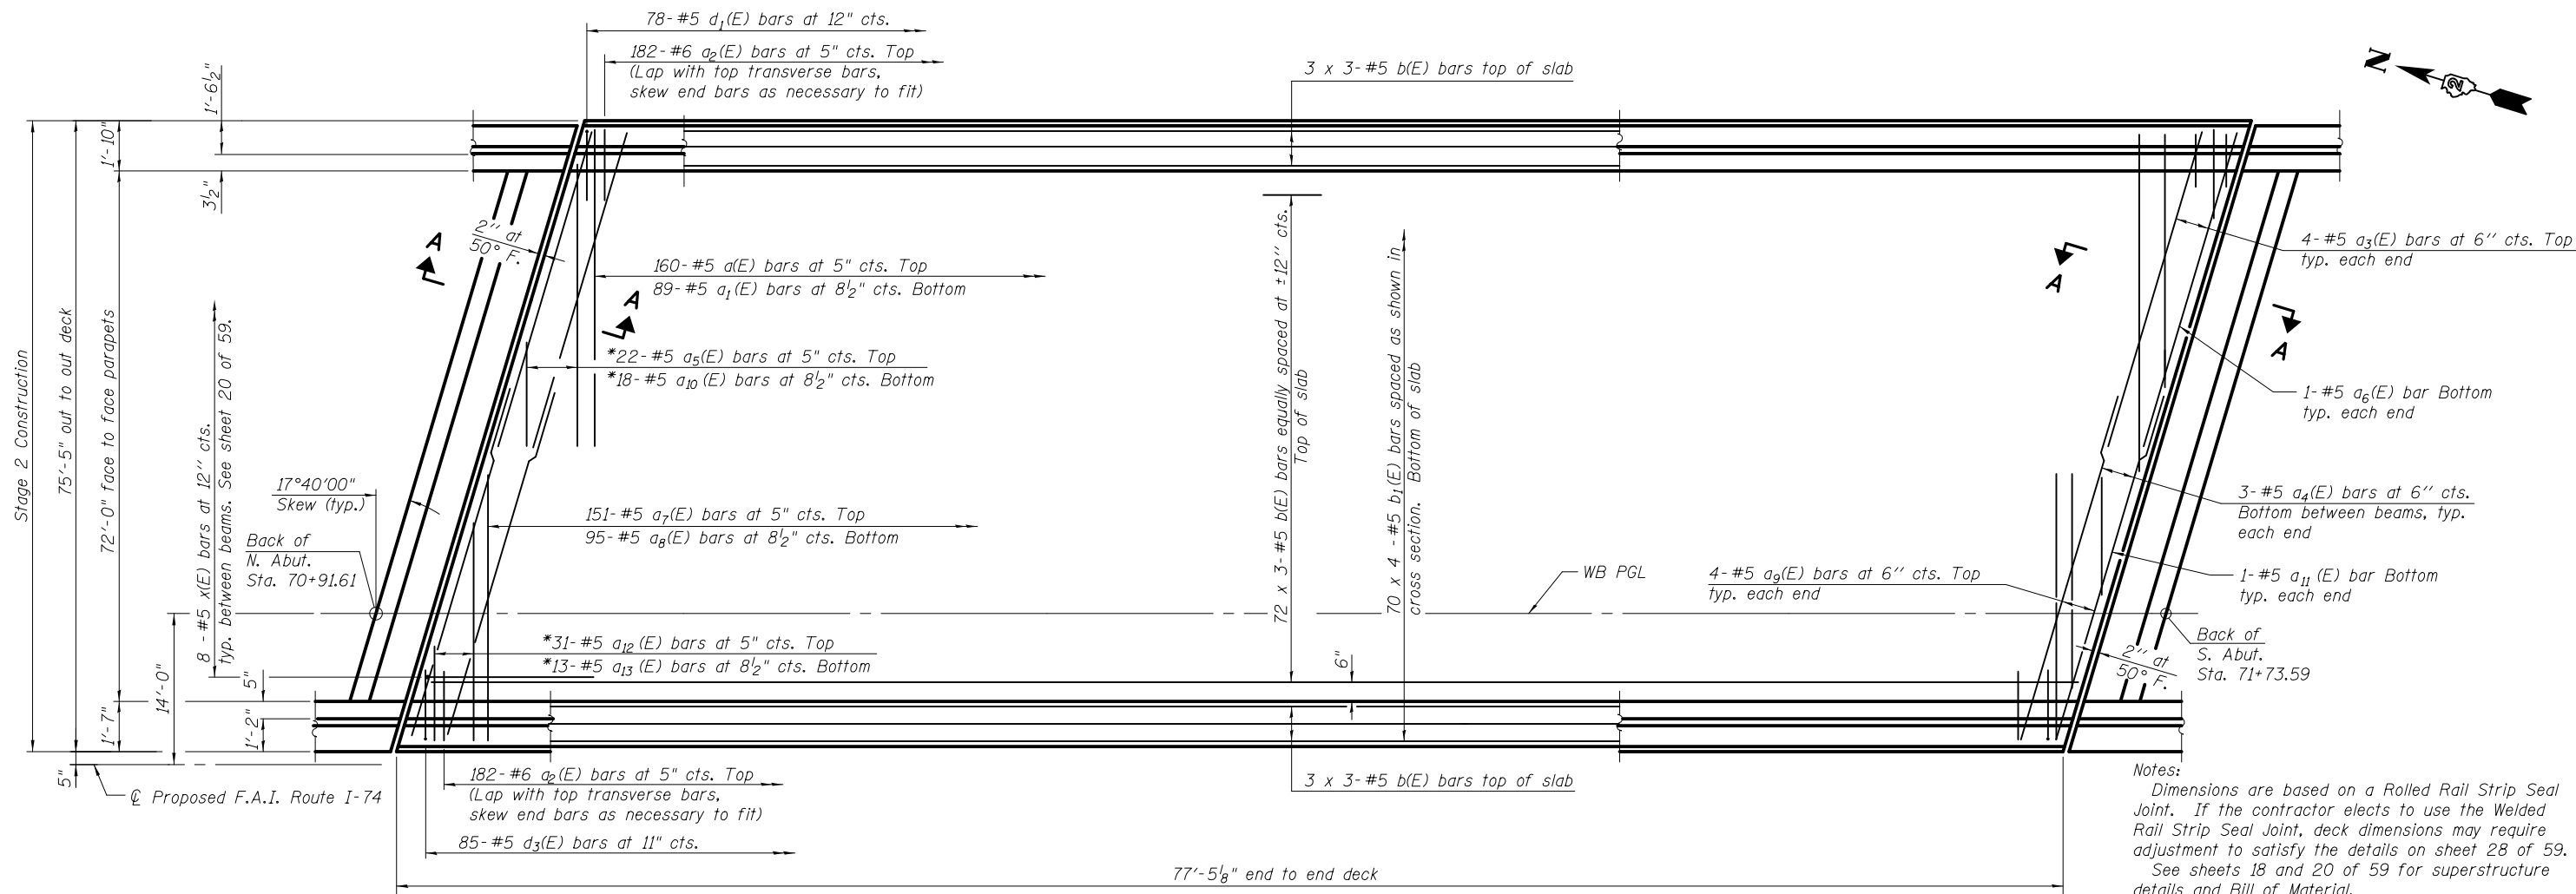 78-#5 d1(E) bars at 12" cts.
182-#6 a2(E) bars at 5" cts. Top
(Lap with top transverse bars,
skew end bars as necessary to fit)
3 x 3-#5 b(E) bars top of slab
N
2
1'-6½"
1'-10"
3½"
Stage 2 Construction
75'-5" out to out deck
72'-0" face to face parapets
8 - #5 x(E) bars at 12'' cts.
typ. between beams. See sheet 20 of 59.
2'' at
50° F.
A
A
160-#5 a(E) bars at 5" cts. Top
89-#5 a1(E) bars at 8½" cts. Bottom
*22-#5 a5(E) bars at 5" cts. Top
*18-#5 a10(E) bars at 8½" cts. Bottom
72 x 3-#5 b(E) bars equally spaced at ±12'' cts.
Top of slab
70 x 4 -#5 b1(E) bars spaced as shown in
cross section. Bottom of slab
A
A
4-#5 a3(E) bars at 6'' cts. Top
typ. each end
1-#5 a6(E) bar Bottom
typ. each end
17°40'00"
Skew (typ.)
Back of
N. Abut.
Sta. 70+91.61
151-#5 a7(E) bars at 5" cts. Top
95-#5 a8(E) bars at 8½" cts. Bottom
3-#5 a4(E) bars at 6'' cts.
Bottom between beams, typ.
each end
WB PGL
4-#5 a9(E) bars at 6'' cts. Top
typ. each end
1-#5 a11(E) bar Bottom
typ. each end
*31-#5 a12(E) bars at 5" cts. Top
*13-#5 a13(E) bars at 8½" cts. Bottom
6"
2'' at
50° F.
Back of
S. Abut.
Sta. 71+73.59
14'-0"
5"
1'-7"
1'-2"
5"
℄ Proposed F.A.I. Route I-74
182-#6 a2(E) bars at 5" cts. Top
(Lap with top transverse bars,
skew end bars as necessary to fit)
3 x 3-#5 b(E) bars top of slab
85-#5 d3(E) bars at 11" cts.
77'-5⅛" end to end deck
Notes:
Dimensions are based on a Rolled Rail Strip Seal
Joint. If the contractor elects to use the Welded
Rail Strip Seal Joint, deck dimensions may require
adjustment to satisfy the details on sheet 28 of 59.
See sheets 18 and 20 of 59 for superstructure
details and Bill of Material.